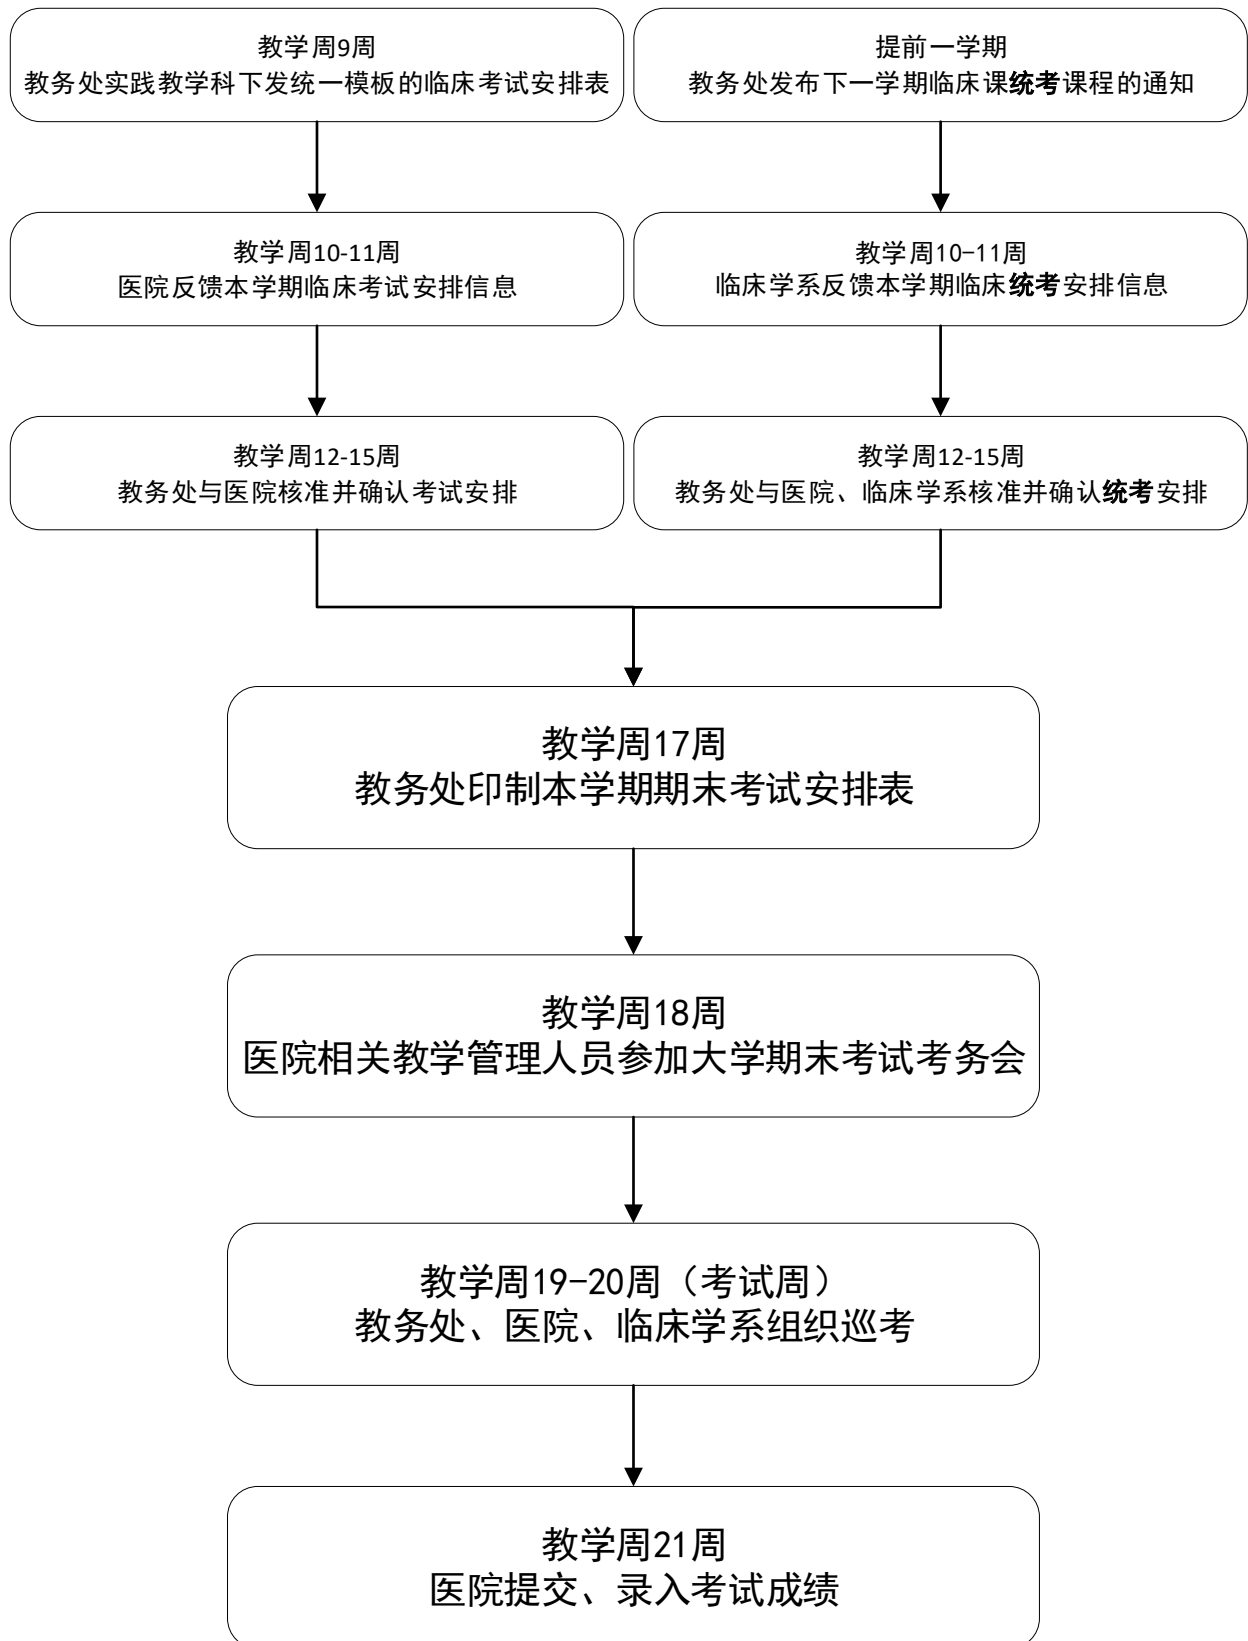 教学周9周
教务处实践教学科下发统一模板的临床考试安排表
提前一学期
教务处发布下一学期临床课统考课程的通知
教学周10-11周
医院反馈本学期临床考试安排信息
教学周10-11周
临床学系反馈本学期临床统考安排信息
教学周12-15周
教务处与医院核准并确认考试安排
教学周12-15周
教务处与医院、临床学系核准并确认统考安排
教学周17周
教务处印制本学期期末考试安排表
教学周18周
医院相关教学管理人员参加大学期末考试考务会
教学周19-20周（考试周）
教务处、医院、临床学系组织巡考
教学周21周
医院提交、录入考试成绩